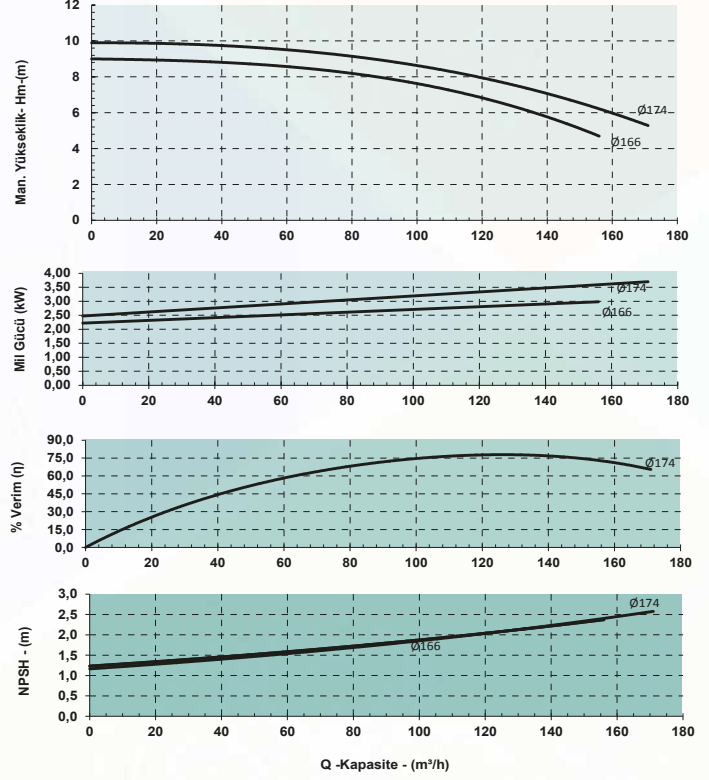 Man. Yükseklik- Hm-(m)
12
10
8
6
4
2
0
Ø174
Ø166
0 20 40 60 80 100 120 140 160 180
Mil Gücü (kW)
4,00
3,50
3,00
2,50
2,00
1,50
1,00
0,50
0,00
Ø174
Ø166
0 20 40 60 80 100 120 140 160 180
% Verim (η)
90,0
75,0
60,0
45,0
30,0
15,0
0,0
Ø174
0 20 40 60 80 100 120 140 160 180
NPSH - (m)
3,0
2,5
2,0
1,5
1,0
0,5
0,0
Ø174
Ø166
0 20 40 60 80 100 120 140 160 180
Q -Kapasite - (m³/h)